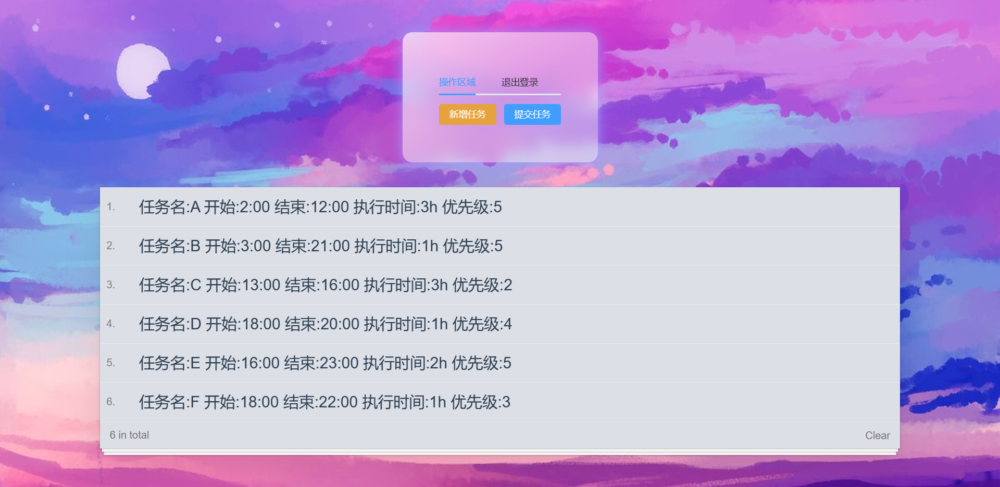 操作区域 退出登录
新增任务 提交任务
1. 任务名:A 开始:2:00 结束:12:00 执行时间:3h 优先级:5
2. 任务名:B 开始:3:00 结束:21:00 执行时间:1h 优先级:5
3. 任务名:C 开始:13:00 结束:16:00 执行时间:3h 优先级:2
4. 任务名:D 开始:18:00 结束:20:00 执行时间:1h 优先级:4
5. 任务名:E 开始:16:00 结束:23:00 执行时间:2h 优先级:5
6. 任务名:F 开始:18:00 结束:22:00 执行时间:1h 优先级:3
6 in total Clear